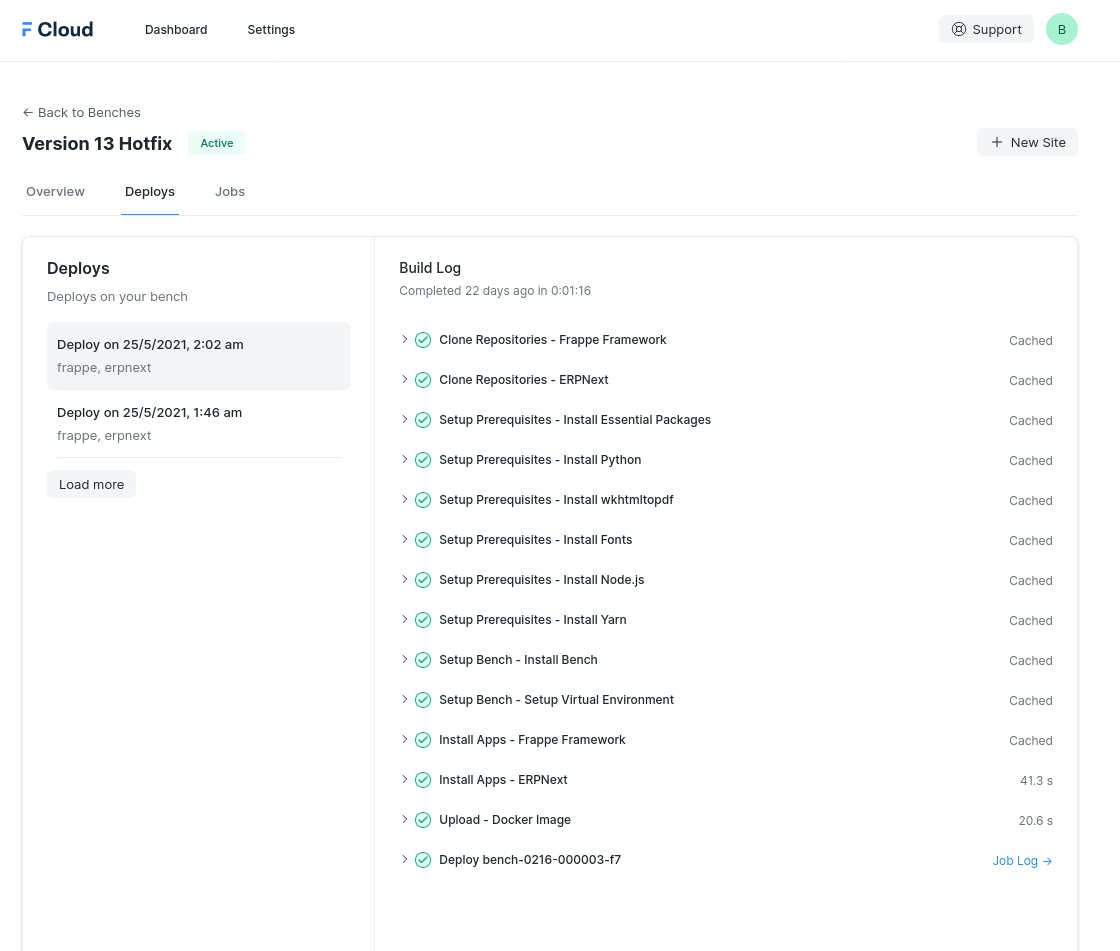 Cloud Dashboard Settings Support B
← Back to Benches
Version 13 Hotfix Active + New Site
Overview Deploys Jobs
Deploys
Deploys on your bench
Deploy on 25/5/2021, 2:02 am
frappe, erpnext
Deploy on 25/5/2021, 1:46 am
frappe, erpnext
Load more
Build Log
Completed 22 days ago in 0:01:16
Clone Repositories - Frappe Framework Cached
Clone Repositories - ERPNext Cached
Setup Prerequisites - Install Essential Packages Cached
Setup Prerequisites - Install Python Cached
Setup Prerequisites - Install wkhtmltopdf Cached
Setup Prerequisites - Install Fonts Cached
Setup Prerequisites - Install Node.js Cached
Setup Prerequisites - Install Yarn Cached
Setup Bench - Install Bench Cached
Setup Bench - Setup Virtual Environment Cached
Install Apps - Frappe Framework Cached
Install Apps - ERPNext 41.3 s
Upload - Docker Image 20.6 s
Deploy bench-0216-000003-f7 Job Log →